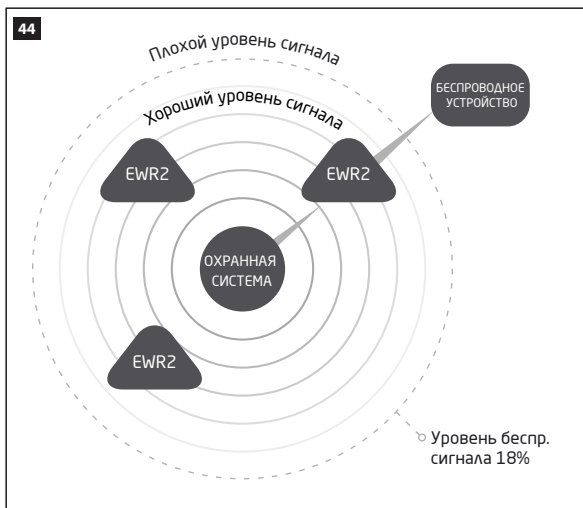 44
Плохой уровень сигнала
Хороший уровень сигнала
БЕСПРОВОДНОЕ
УСТРОЙСТВО
EWR2
EWR2
ОХРАННАЯ
СИСТЕМА
EWR2
Уровень беспр.
сигнала 18%